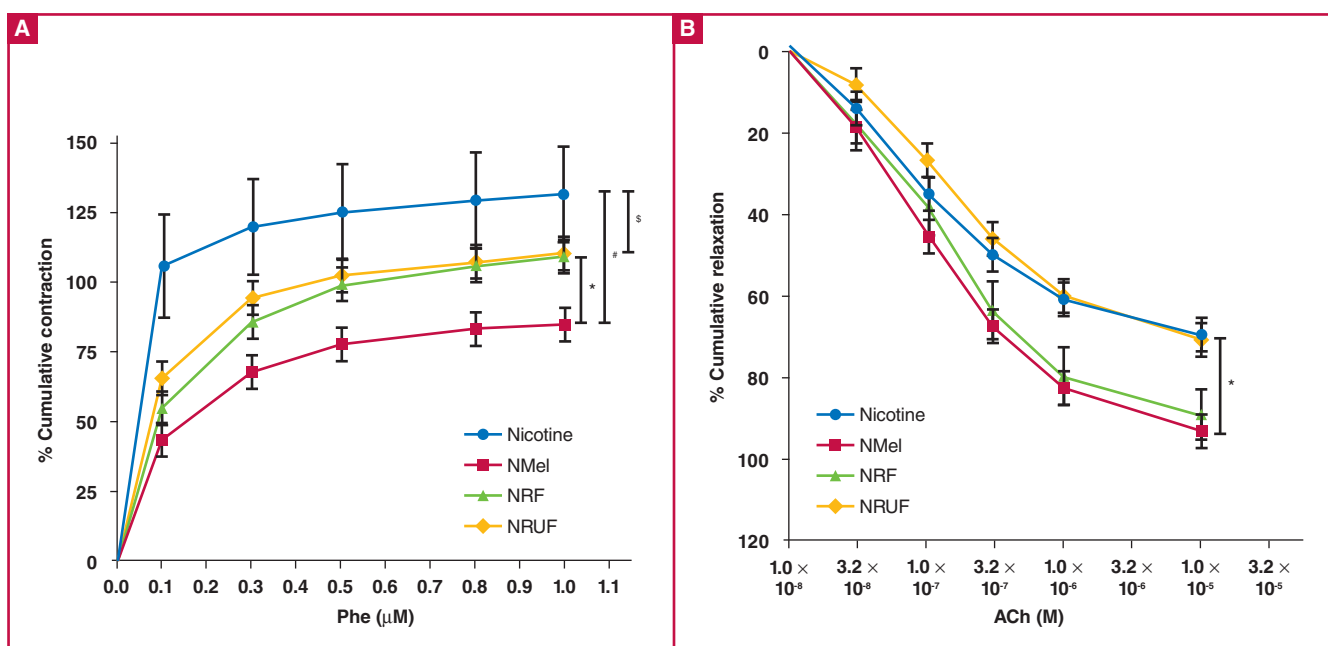 A
% Cumulative contraction
150
125
100
75
50
25
0
$
#
*
Nicotine
NMel
NRF
NRUF
0.0 0.1 0.2 0.3 0.4 0.5 0.6 0.7 0.8 0.9 1.0 1.1
Phe (μM)
B
% Cumulative relaxation
0
20
40
60
80
100
120
*
Nicotine
NMel
NRF
NRUF
1.0 × 3.2 × 1.0 × 3.2 × 1.0 × 3.2 × 1.0 × 3.2 ×
10⁻⁸ 10⁻⁸ 10⁻⁷ 10⁻⁷ 10⁻⁶ 10⁻⁶ 10⁻⁵ 10⁻⁵
ACh (M)